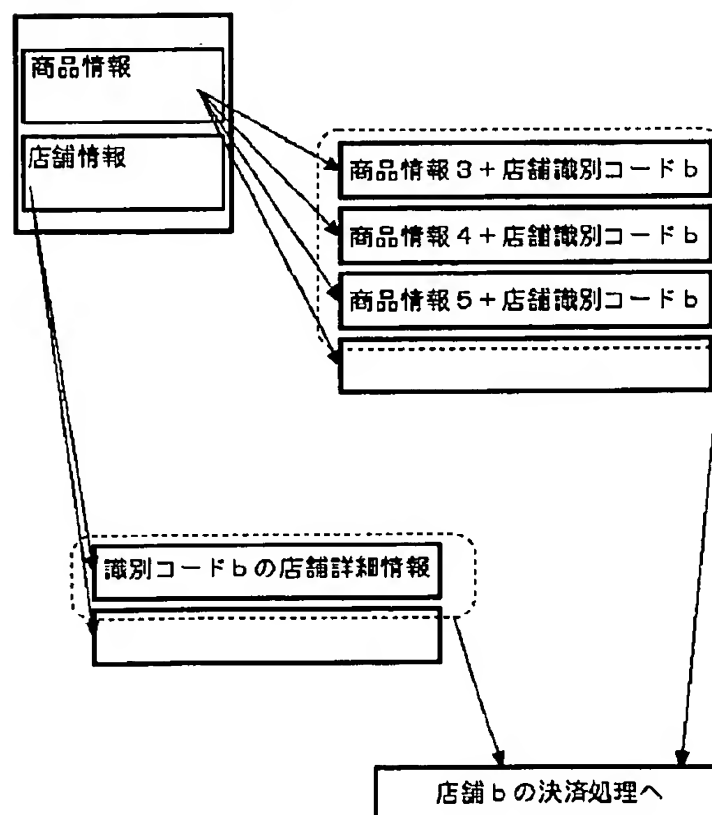 商品情報
店舗情報
商品情報3+店舗識別コードb
商品情報4+店舗識別コードb
商品情報5+店舗識別コードb
識別コードbの店舗詳細情報
店舗bの決済処理へ